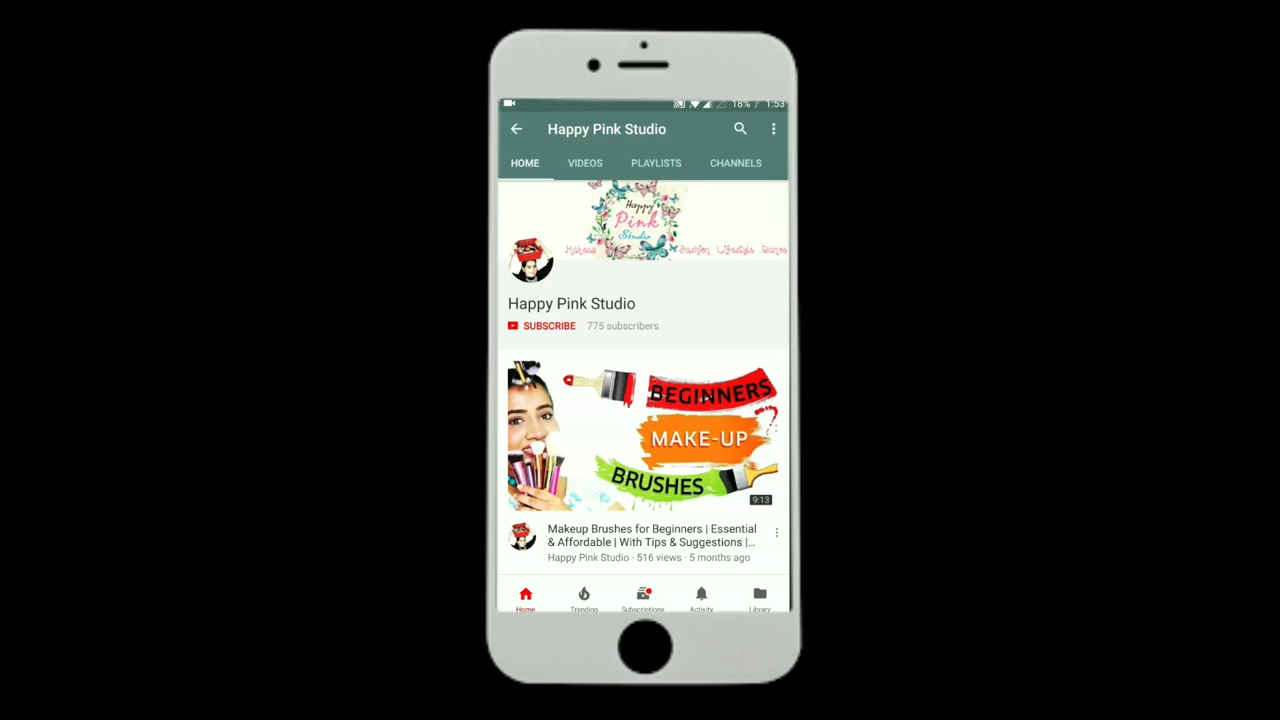 18% 1:53
Happy Pink Studio
HOME VIDEOS PLAYLISTS CHANNELS
Happy
Pink
Studio
Makeup Fashion Lifestyle Dance
Happy Pink Studio
SUBSCRIBE 775 subscribers
BEGINNERS
MAKE-UP ?
BRUSHES
9:13
Makeup Brushes for Beginners | Essential
& Affordable | With Tips & Suggestions |...
Happy Pink Studio · 516 views · 5 months ago
Home Trending Subscriptions Activity Library